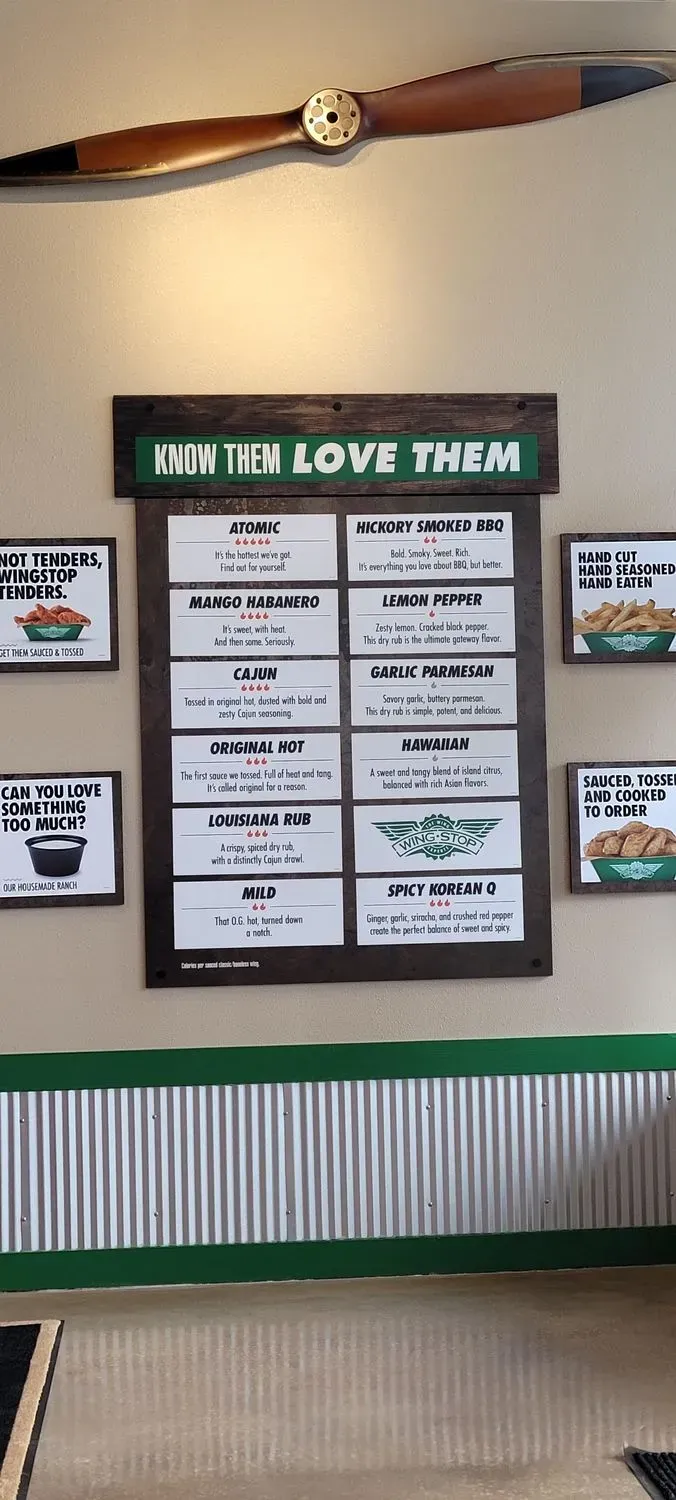 KNOW THEM LOVE THEM
ATOMIC
It's the hottest we've got.
Find out for yourself.
MANGO HABANERO
It's sweet, with heat.
And then some. Seriously.
CAJUN
Tossed in original hot, dusted with bold and
zesty Cajun seasoning.
ORIGINAL HOT
The first sauce we tossed. Full of heat and tang.
It's called original for a reason.
LOUISIANA RUB
A crispy, spiced dry rub,
with a distinctly Cajun drawl.
MILD
That O.G. hot, turned down
a notch.
HICKORY SMOKED BBQ
Bold. Smoky. Sweet. Rich.
It's everything you love about BBQ, but better.
LEMON PEPPER
Zesty lemon. Cracked black pepper.
This dry rub is the ultimate gateway flavor.
GARLIC PARMESAN
Savory garlic, buttery parmesan.
This dry rub is simple, potent, and delicious.
HAWAIIAN
A sweet and tangy blend of island citrus,
balanced with rich Asian flavors.
WING·STOP
SPICY KOREAN Q
Ginger, garlic, sriracha, and crushed red pepper
create the perfect balance of sweet and spicy.
Calories per sauced classic/boneless wing.
NOT TENDERS,
WINGSTOP
TENDERS.
GET THEM SAUCED & TOSSED
CAN YOU LOVE
SOMETHING
TOO MUCH?
OUR HOUSEMADE RANCH
HAND CUT
HAND SEASONED
HAND EATEN
SAUCED, TOSSE
AND COOKED
TO ORDER